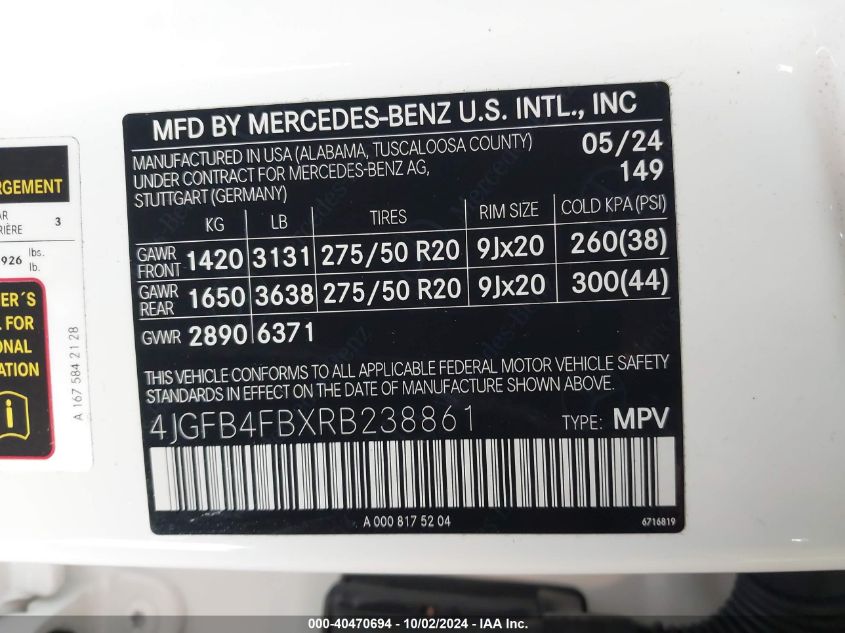 RGEMENT
AR 3
RIÈRE
926 lbs.
lb.
ER´S
L FOR
ONAL
ATION
A 167 584 21 28
MFD BY MERCEDES-BENZ U.S. INTL., INC
MANUFACTURED IN USA (ALABAMA, TUSCALOOSA COUNTY) 05/24
UNDER CONTRACT FOR MERCEDES-BENZ AG, 149
STUTTGART (GERMANY)
KG LB TIRES RIM SIZE COLD KPA(PSI)
GAWR FRONT 1420 3131 275/50 R20 9Jx20 260(38)
GAWR REAR 1650 3638 275/50 R20 9Jx20 300(44)
GVWR 2890 6371
THIS VEHICLE CONFORMS TO ALL APPLICABLE FEDERAL MOTOR VEHICLE SAFETY
STANDARDS IN EFFECT ON THE DATE OF MANUFACTURE SHOWN ABOVE.
4JGFB4FBXRB238861 TYPE: MPV
A 000 817 52 04 6716819
000-40470694 - 10/02/2024 - IAA Inc.